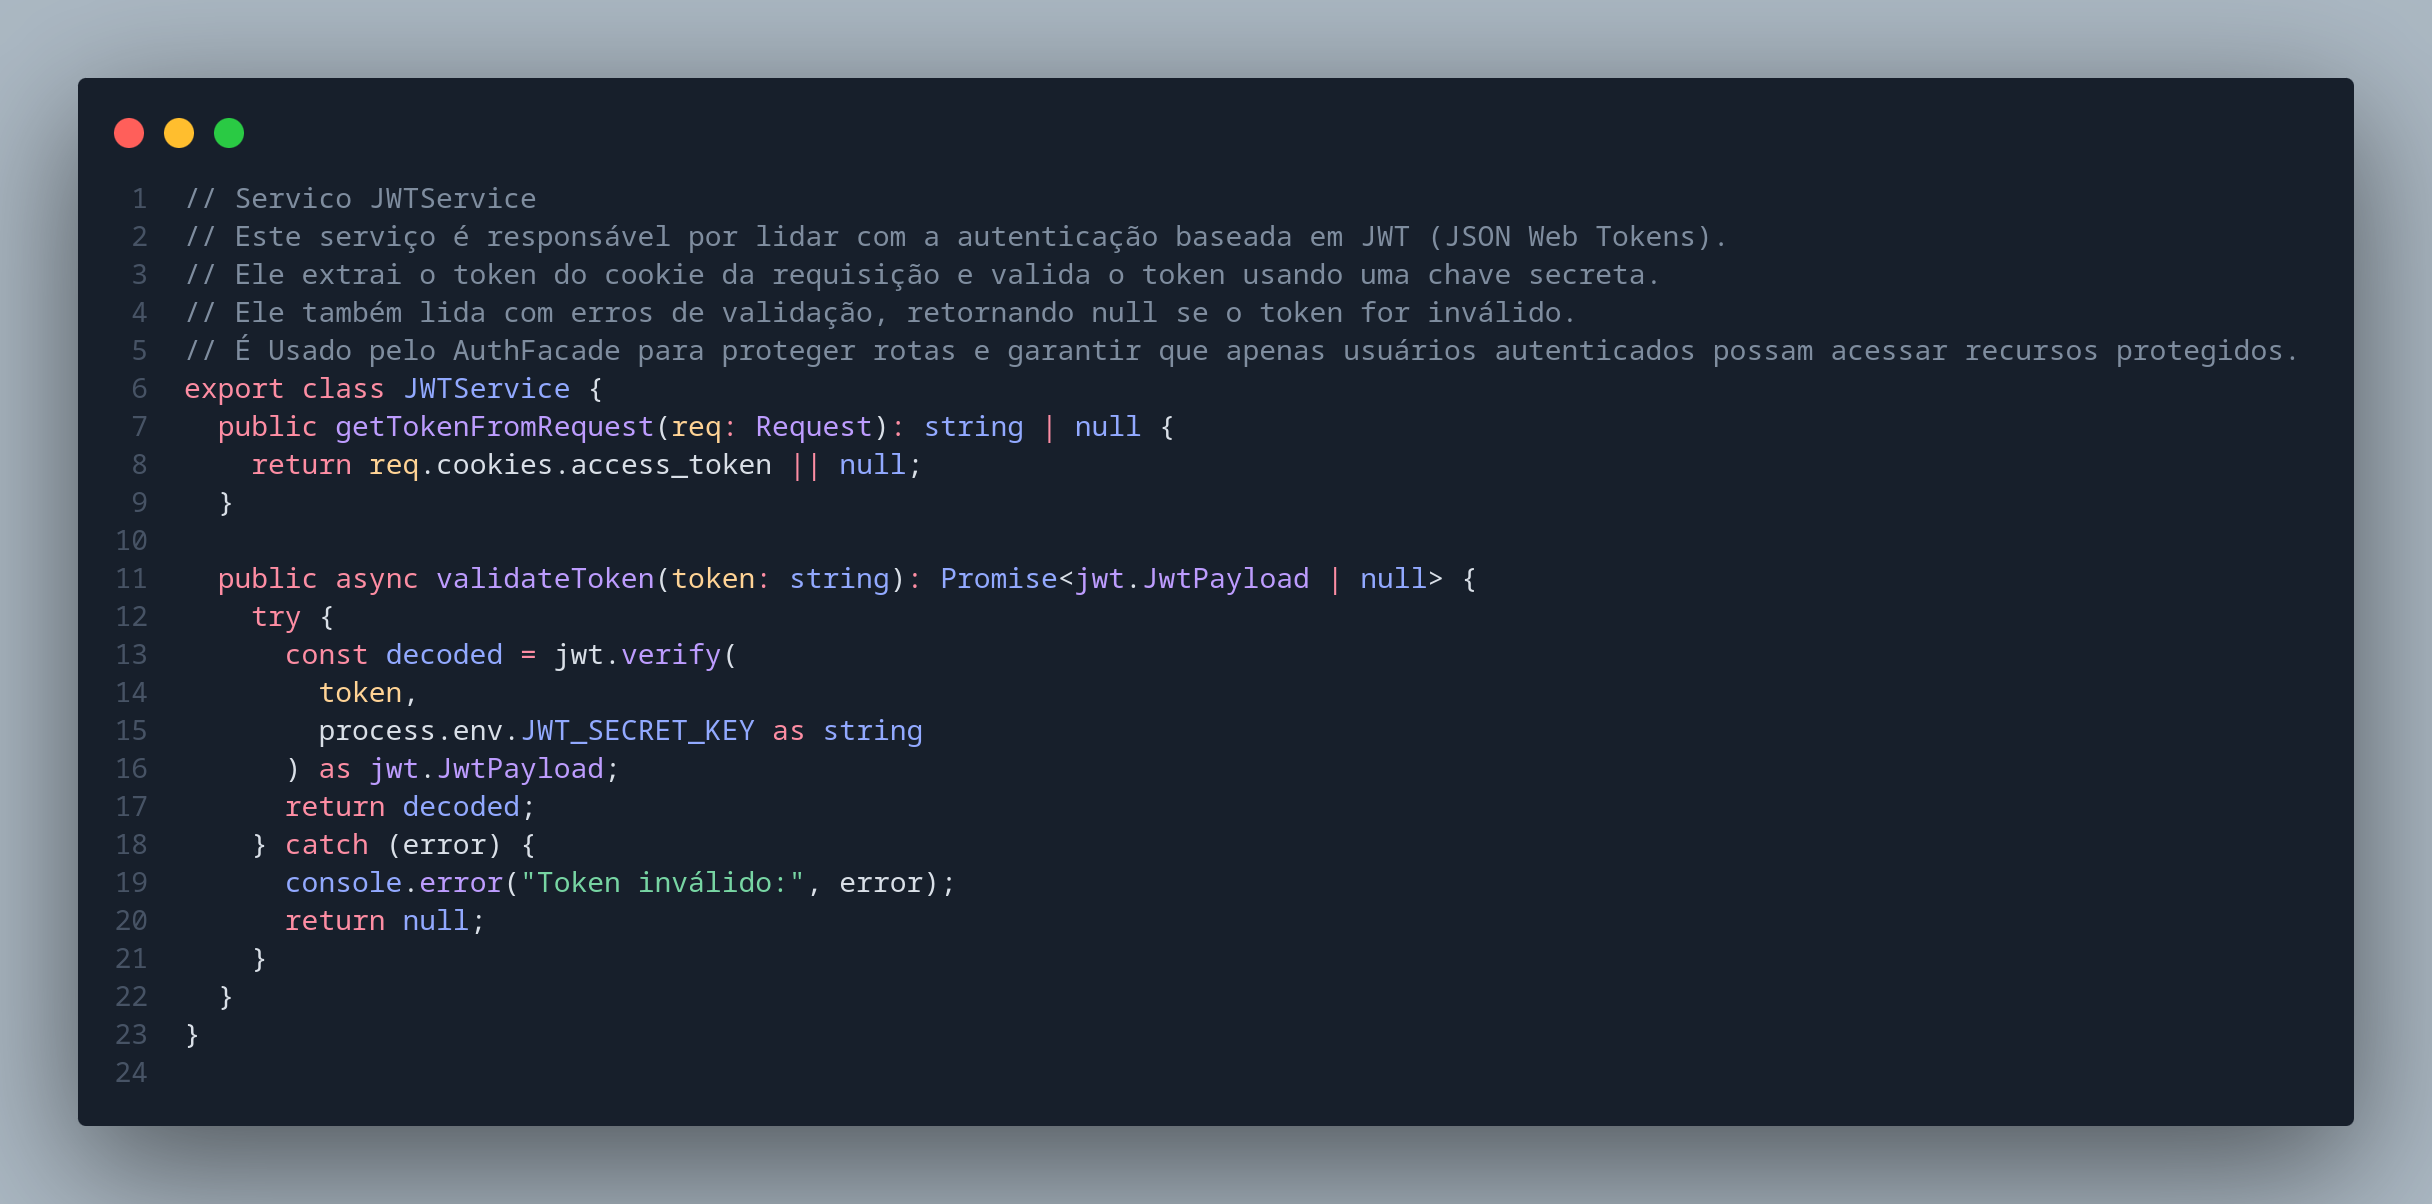 1 // Servico JWTService
2 // Este serviço é responsável por lidar com a autenticação baseada em JWT (JSON Web Tokens).
3 // Ele extrai o token do cookie da requisição e valida o token usando uma chave secreta.
4 // Ele também lida com erros de validação, retornando null se o token for inválido.
5 // É Usado pelo AuthFacade para proteger rotas e garantir que apenas usuários autenticados possam acessar recursos protegidos.
6 export class JWTService {
7   public getTokenFromRequest(req: Request): string | null {
8     return req.cookies.access_token || null;
9   }
10
11   public async validateToken(token: string): Promise<jwt.JwtPayload | null> {
12     try {
13       const decoded = jwt.verify(
14         token,
15         process.env.JWT_SECRET_KEY as string
16       ) as jwt.JwtPayload;
17       return decoded;
18     } catch (error) {
19       console.error("Token inválido:", error);
20       return null;
21     }
22   }
23 }
24